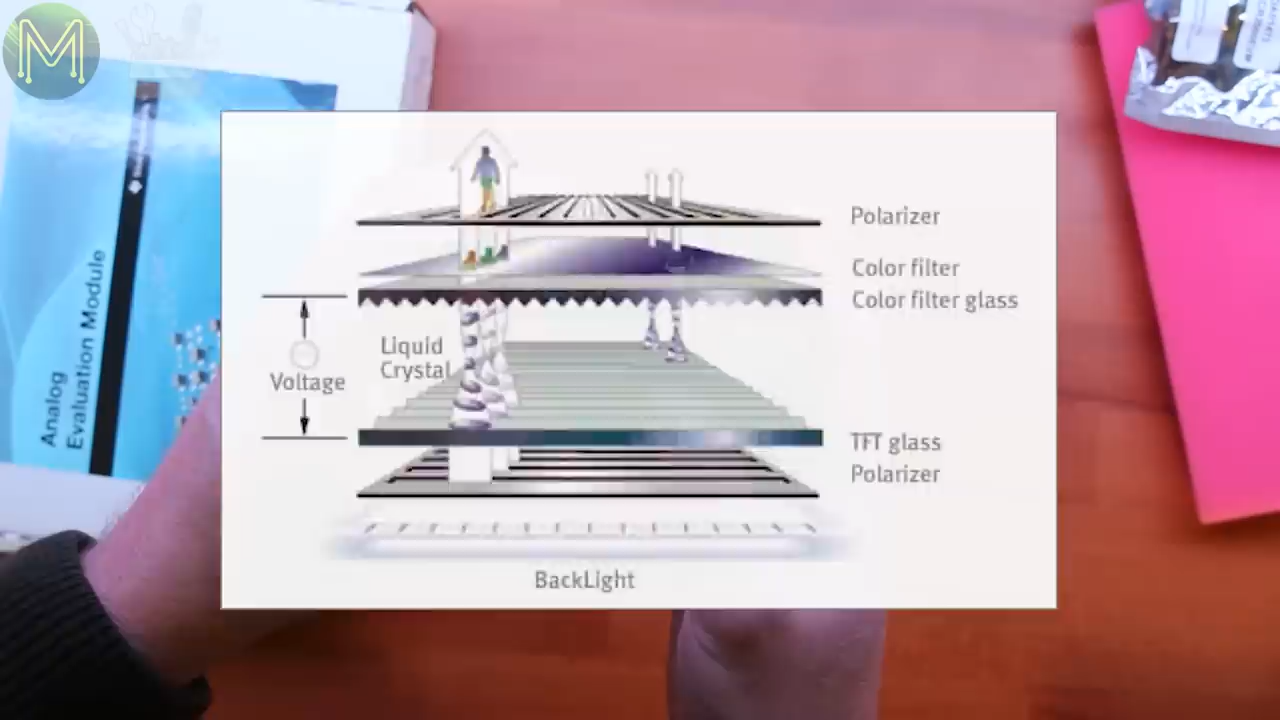 M
Analog
Evaluation Module
Polarizer
Color filter
Color filter glass
Liquid
Crystal
Voltage
TFT glass
Polarizer
BackLight